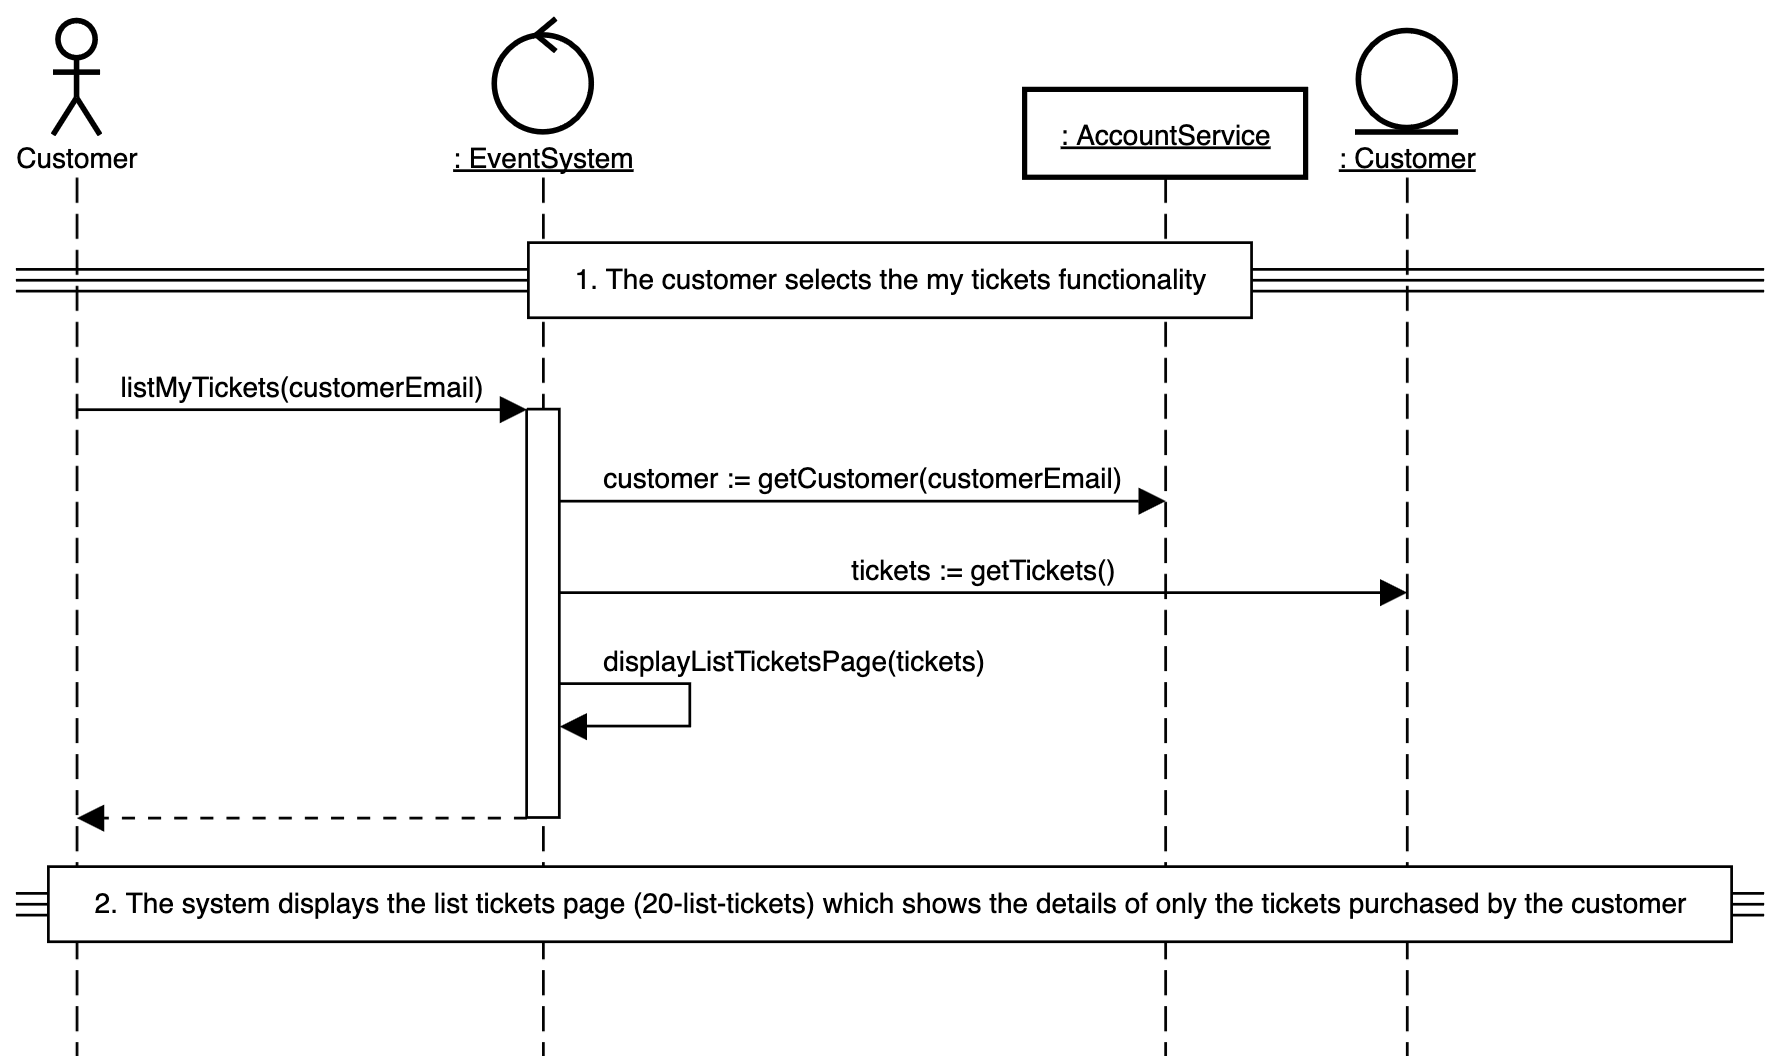 Customer
: EventSystem
: AccountService
: Customer
1. The customer selects the my tickets functionality
listMyTickets(customerEmail)
customer := getCustomer(customerEmail)
tickets := getTickets()
displayListTicketsPage(tickets)
2. The system displays the list tickets page (20-list-tickets) which shows the details of only the tickets purchased by the customer